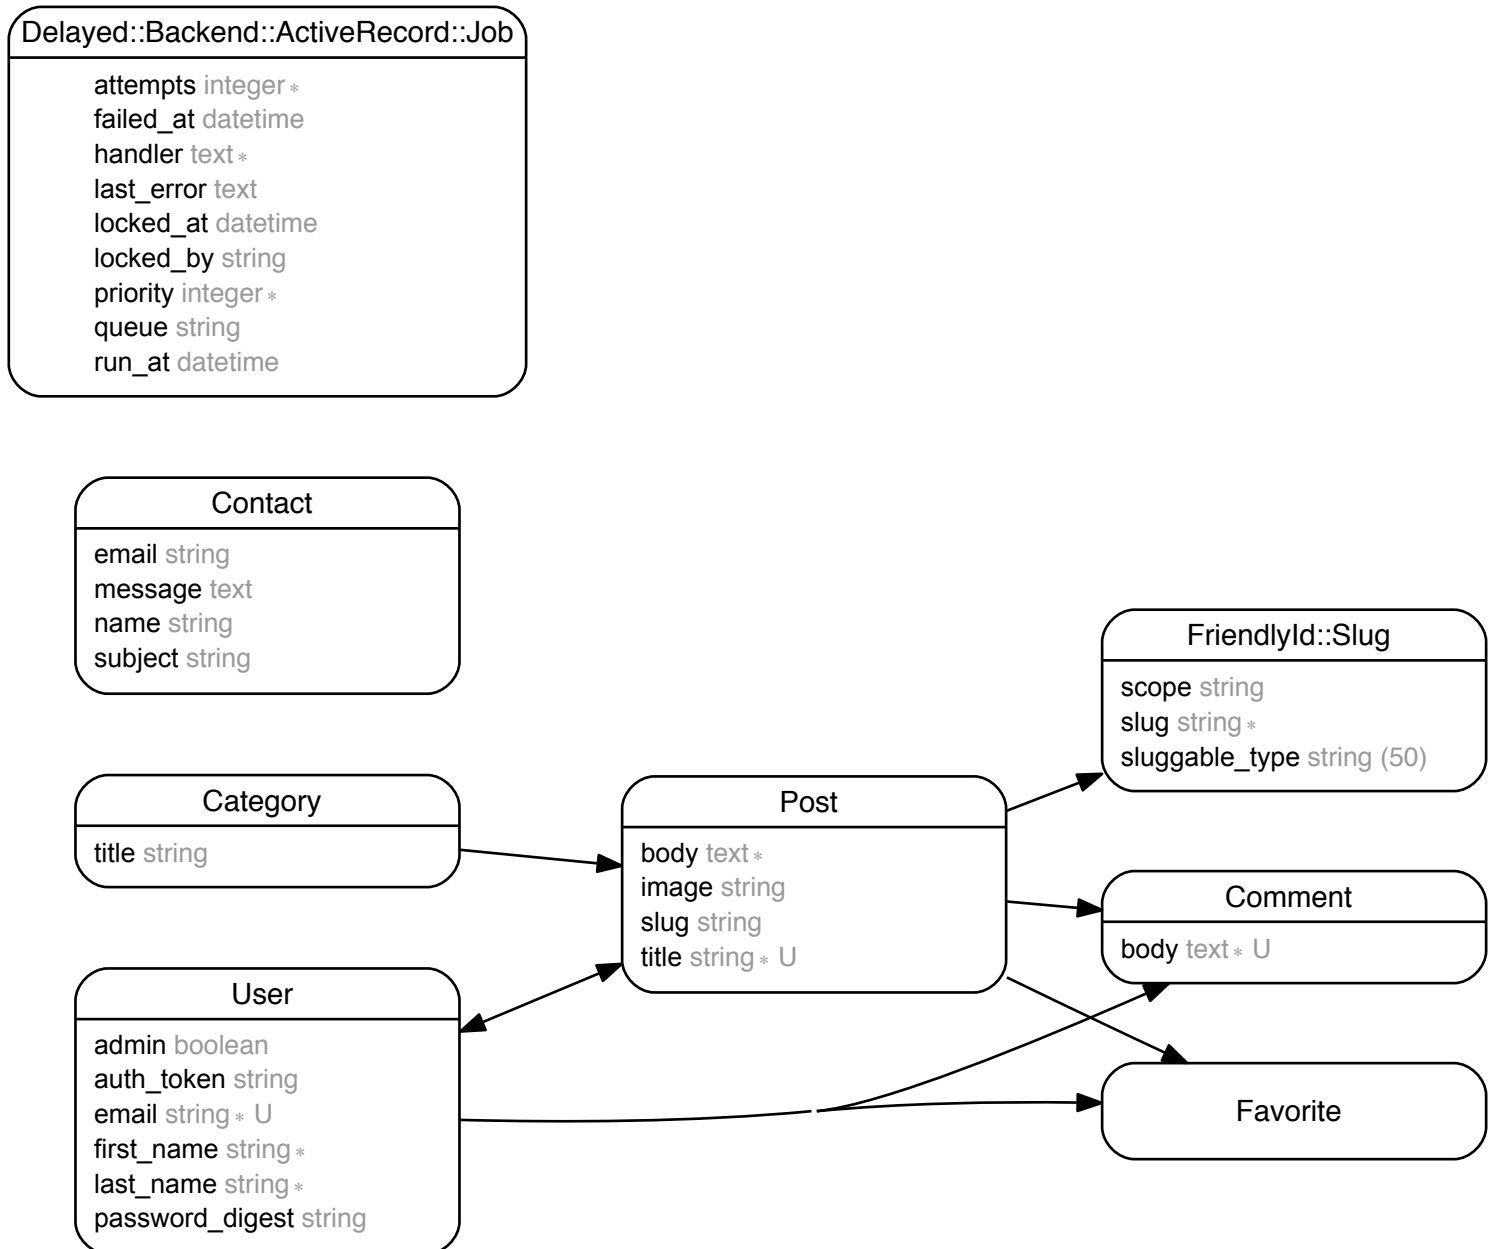 Delayed::Backend::ActiveRecord::Job
attempts integer *
failed_at datetime
handler text *
last_error text
locked_at datetime
locked_by string
priority integer *
queue string
run_at datetime
Contact
email string
message text
name string
subject string
FriendlyId::Slug
scope string
slug string *
sluggable_type string (50)
Category
title string
Post
body text *
image string
slug string
title string * U
Comment
body text * U
User
admin boolean
auth_token string
email string * U
first_name string *
last_name string *
password_digest string
Favorite